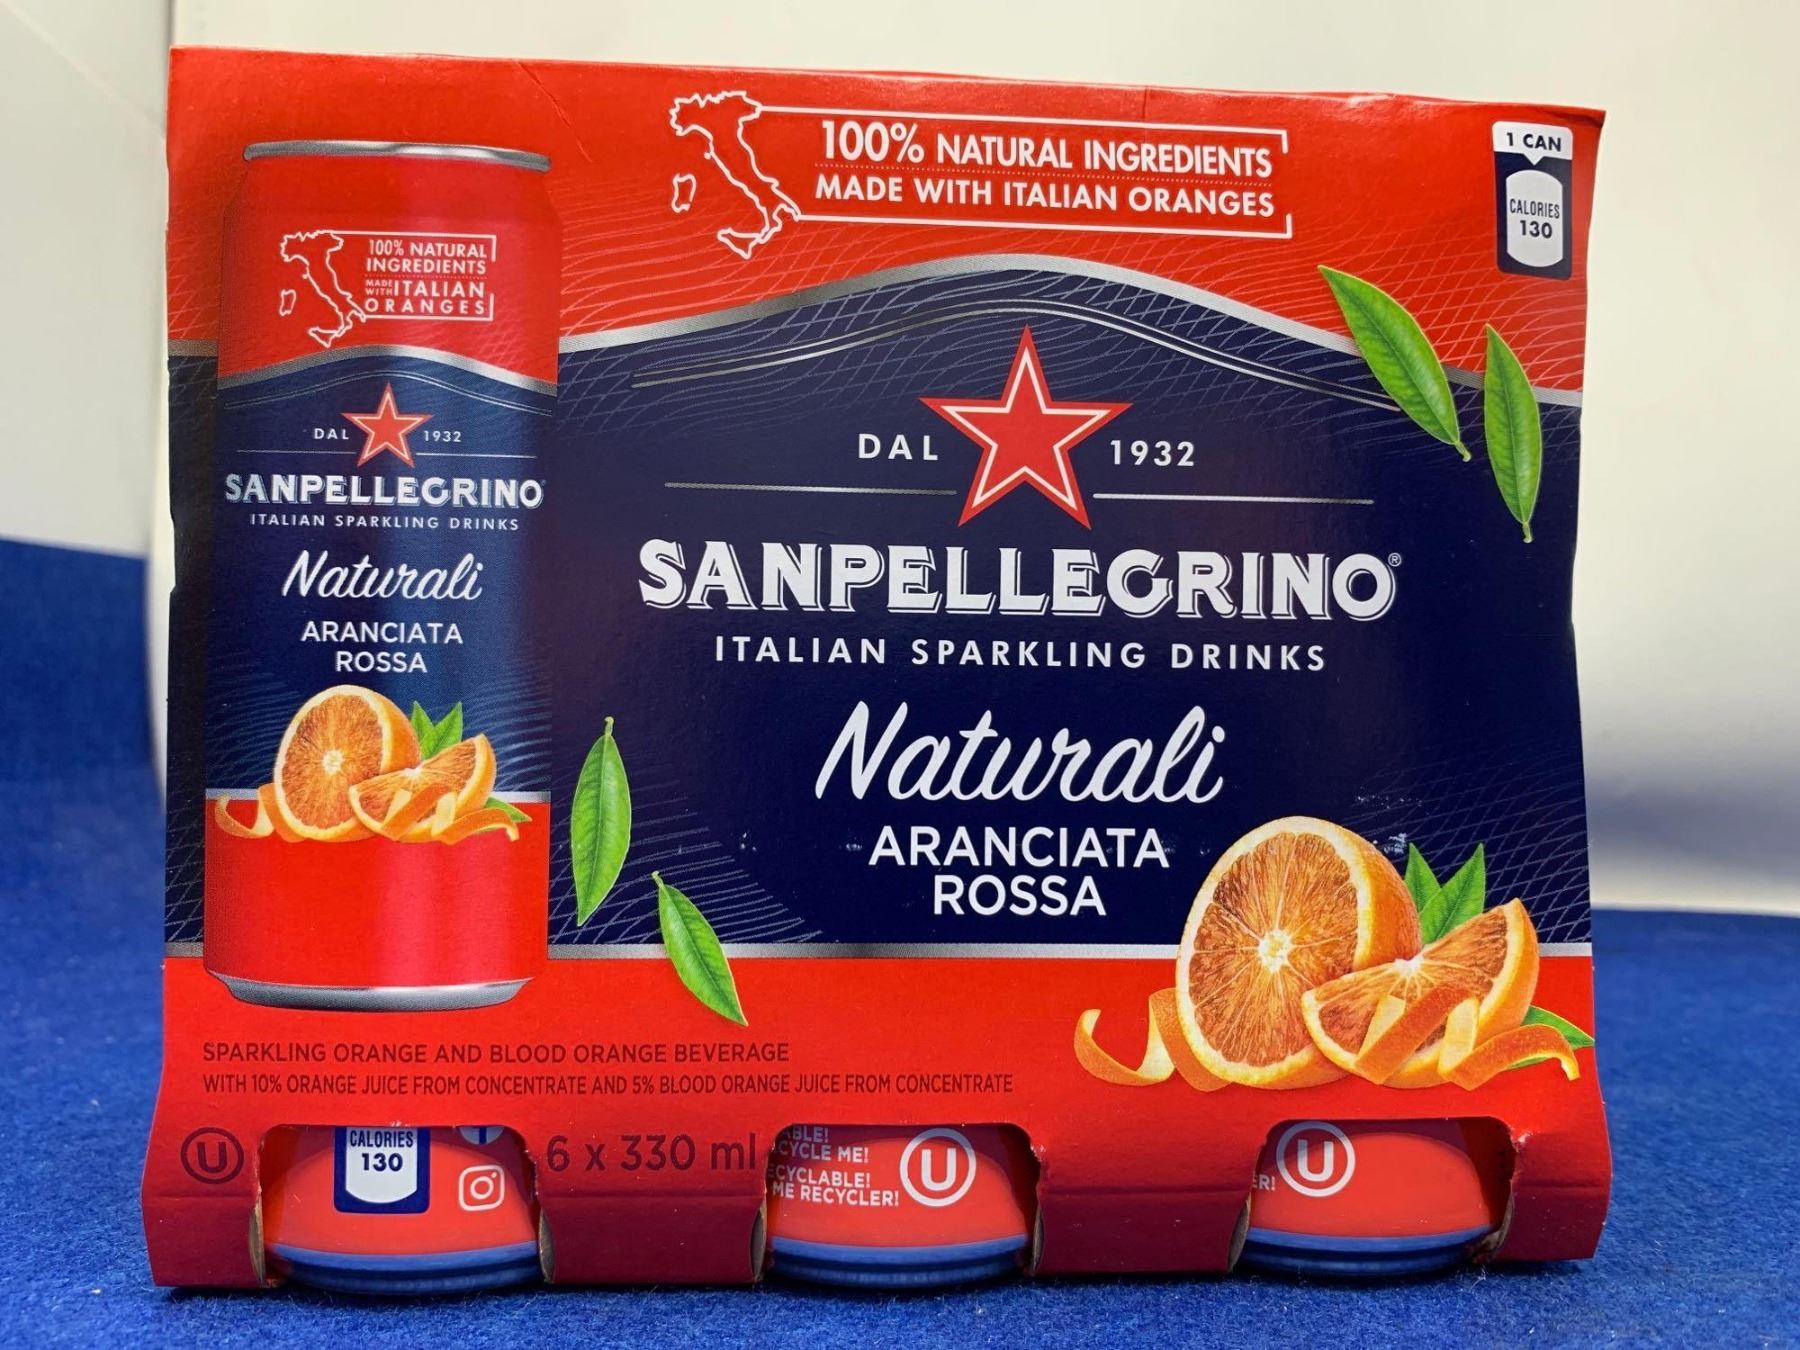 100% NATURAL INGREDIENTS
MADE WITH ITALIAN ORANGES
1 CAN
CALORIES
130
100% NATURAL
INGREDIENTS
MADE WITH ITALIAN
ORANGES
DAL 1932
SANPELLEGRINO
ITALIAN SPARKLING DRINKS
Naturali
ARANCIATA
ROSSA
DAL 1932
SANPELLEGRINO®
ITALIAN SPARKLING DRINKS
Naturali
ARANCIATA
ROSSA
SPARKLING ORANGE AND BLOOD ORANGE BEVERAGE
WITH 10% ORANGE JUICE FROM CONCENTRATE AND 5% BLOOD ORANGE JUICE FROM CONCENTRATE
U
CALORIES
130
6 x 330 ml
ABLE!
CYCLE ME!
ECYCLABLE!
ME RECYCLER!
U
ER!
U